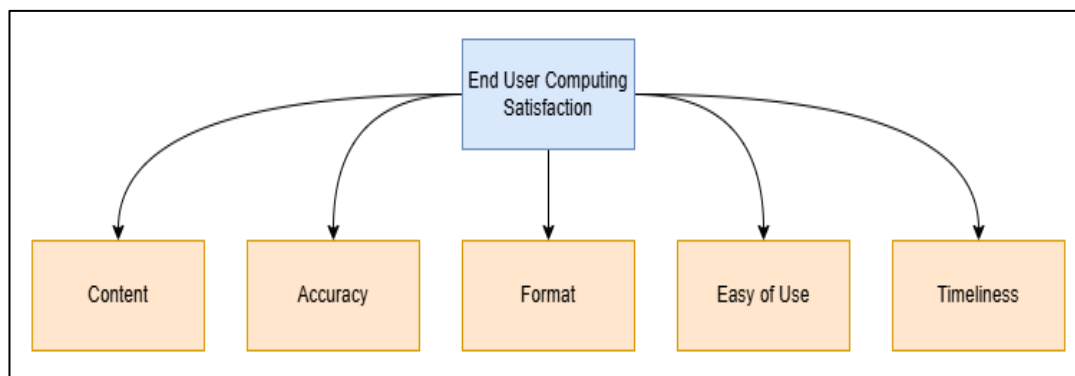 End User Computing
Satisfaction
Content
Accuracy
Format
Easy of Use
Timeliness